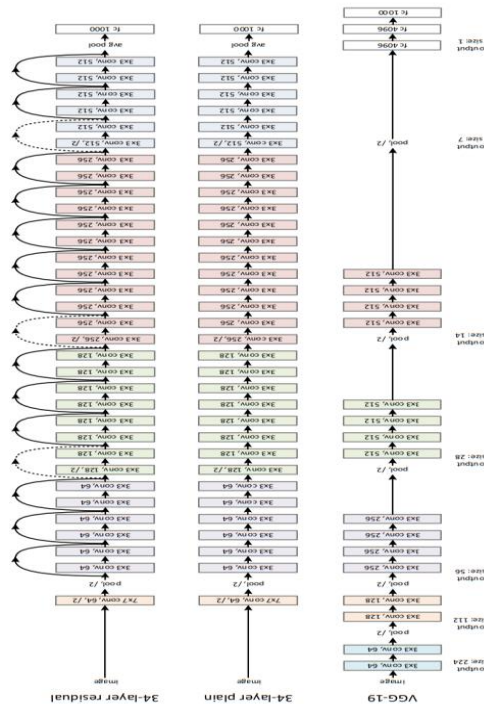 output size: 224
output size: 112
output size: 56
output size: 28
output size: 14
output size: 7
output size: 1
VGG-19
image
3x3 conv, 64
3x3 conv, 64
pool, /2
3x3 conv, 128
3x3 conv, 128
pool, /2
3x3 conv, 256
3x3 conv, 256
3x3 conv, 256
3x3 conv, 256
pool, /2
3x3 conv, 512
3x3 conv, 512
3x3 conv, 512
3x3 conv, 512
pool, /2
3x3 conv, 512
3x3 conv, 512
3x3 conv, 512
3x3 conv, 512
pool, /2
fc 4096
fc 4096
fc 1000
34-layer plain
image
7x7 conv, 64, /2
pool, /2
3x3 conv, 64
3x3 conv, 64
3x3 conv, 64
3x3 conv, 64
3x3 conv, 64
3x3 conv, 64
3x3 conv, 128, /2
3x3 conv, 128
3x3 conv, 128
3x3 conv, 128
3x3 conv, 128
3x3 conv, 128
3x3 conv, 128
3x3 conv, 128
3x3 conv, 256, /2
3x3 conv, 256
3x3 conv, 256
3x3 conv, 256
3x3 conv, 256
3x3 conv, 256
3x3 conv, 256
3x3 conv, 256
3x3 conv, 256
3x3 conv, 256
3x3 conv, 256
3x3 conv, 256
3x3 conv, 512, /2
3x3 conv, 512
3x3 conv, 512
3x3 conv, 512
3x3 conv, 512
3x3 conv, 512
avg pool
fc 1000
34-layer residual
image
7x7 conv, 64, /2
pool, /2
3x3 conv, 64
3x3 conv, 64
3x3 conv, 64
3x3 conv, 64
3x3 conv, 64
3x3 conv, 64
3x3 conv, 128, /2
3x3 conv, 128
3x3 conv, 128
3x3 conv, 128
3x3 conv, 128
3x3 conv, 128
3x3 conv, 128
3x3 conv, 128
3x3 conv, 256, /2
3x3 conv, 256
3x3 conv, 256
3x3 conv, 256
3x3 conv, 256
3x3 conv, 256
3x3 conv, 256
3x3 conv, 256
3x3 conv, 256
3x3 conv, 256
3x3 conv, 256
3x3 conv, 256
3x3 conv, 512, /2
3x3 conv, 512
3x3 conv, 512
3x3 conv, 512
3x3 conv, 512
3x3 conv, 512
avg pool
fc 1000